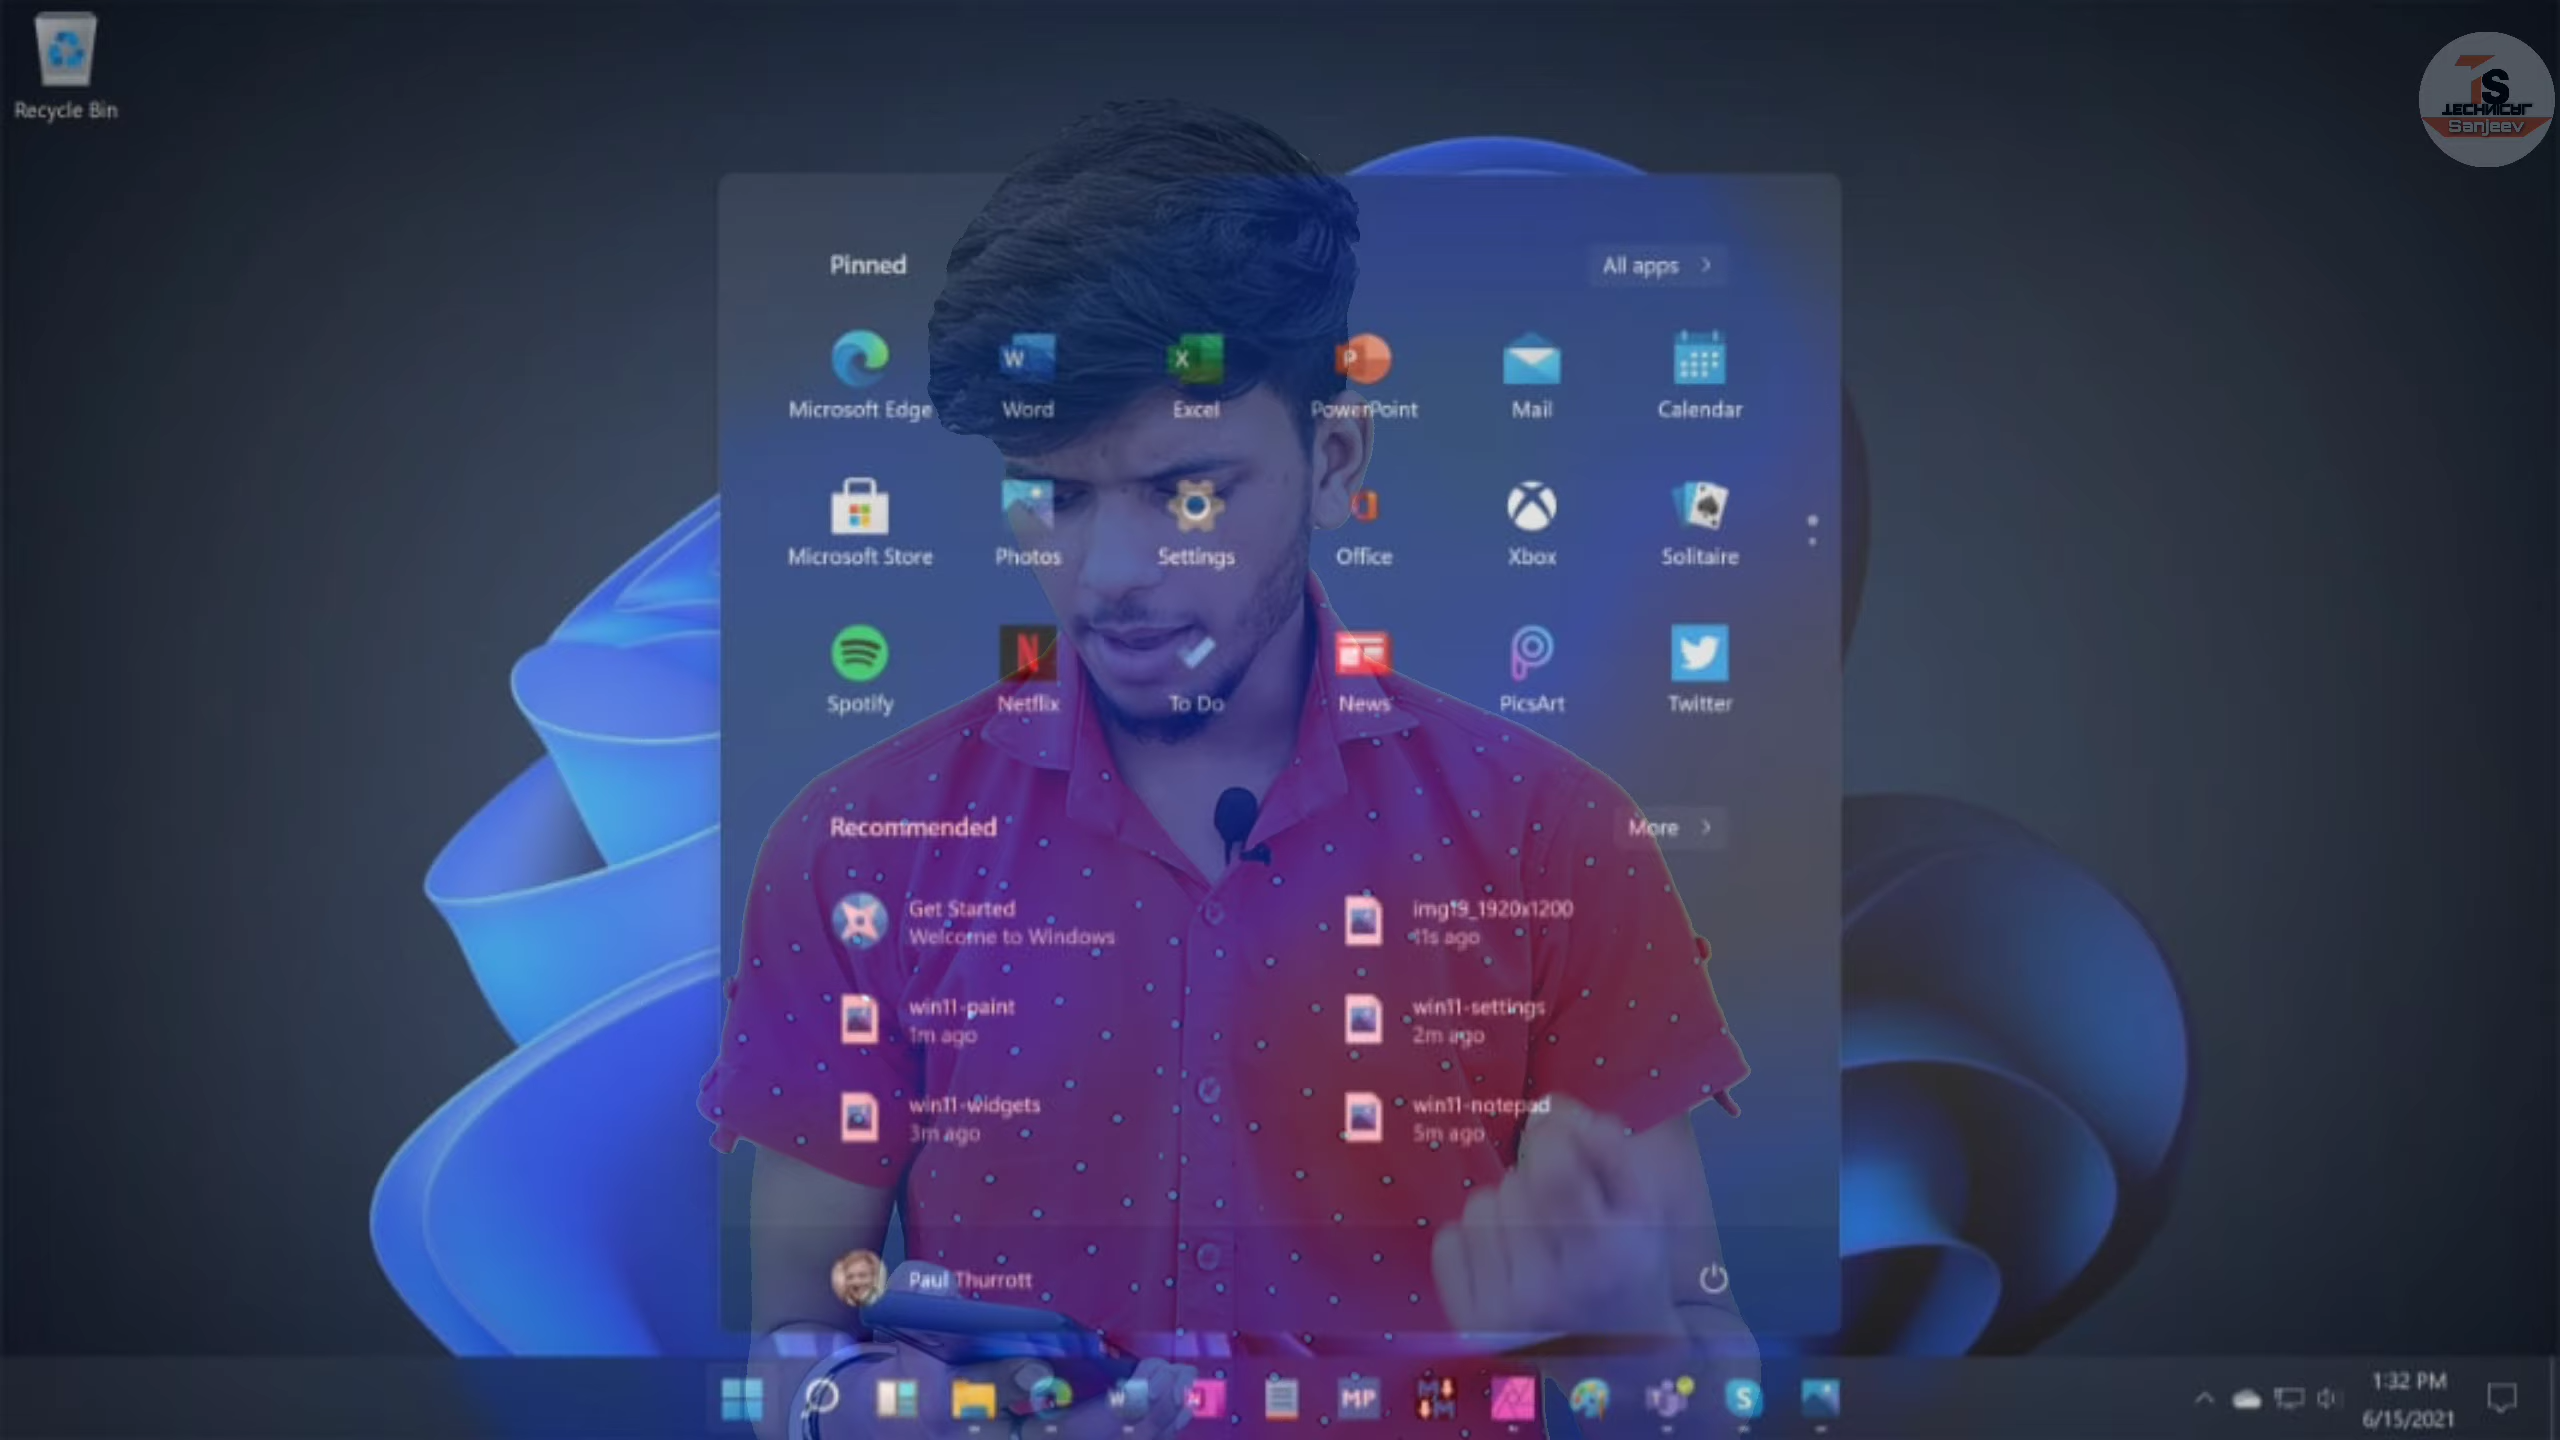 Recycle Bin
TS
TECHNICAL
Sanjeev
Pinned
All apps
Microsoft Edge
Word
Excel
PowerPoint
Mail
Calendar
Microsoft Store
Photos
Settings
Office
Xbox
Solitaire
Spotify
Netflix
To Do
News
PicsArt
Twitter
Recommended
More
Get Started
Welcome to Windows
img19_1920x1200
11s ago
win11-paint
1m ago
win11-settings
2m ago
win11-widgets
3m ago
win11-notepad
5m ago
Paul Thurrott
MP
1:32 PM
6/15/2021